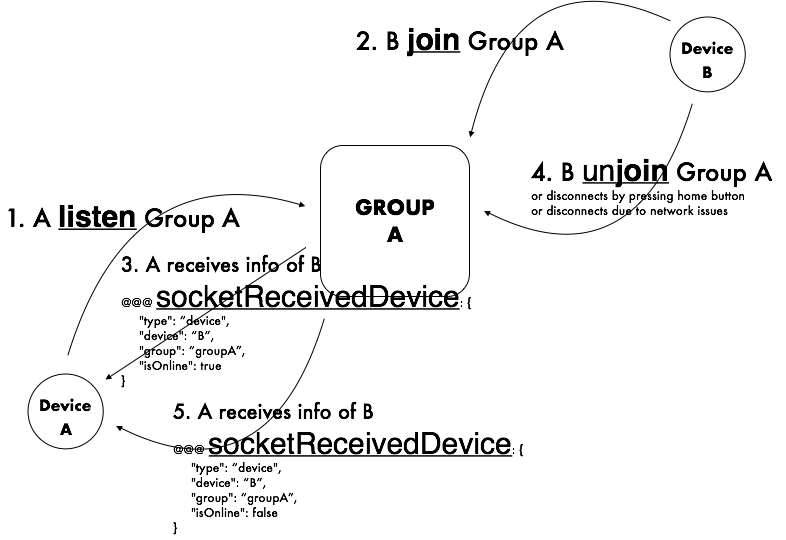 2. B join Group A
Device
B
4. B unjoin Group A
or disconnects by pressing home button
or disconnects due to network issues
GROUP
A
1. A listen Group A
3. A receives info of B
@@@ socketReceivedDevice: {
"type": “device”,
"device": “B”,
"group": “groupA”,
"isOnline": true
}
Device
A
5. A receives info of B
@@@ socketReceivedDevice: {
"type": “device”,
"device": “B”,
"group": “groupA”,
"isOnline": false
}